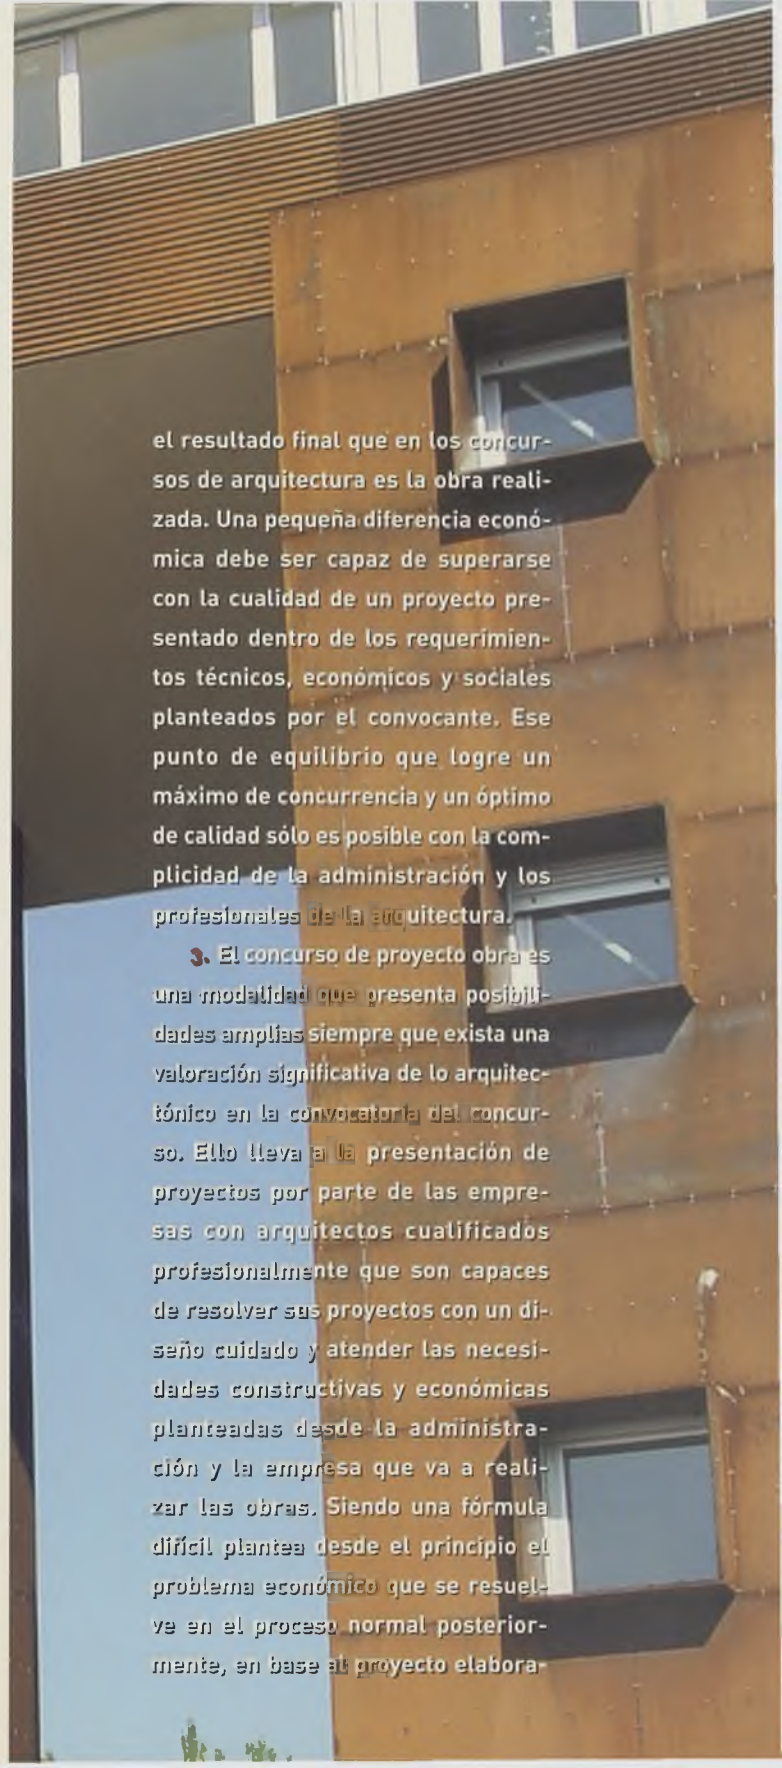 el resultado final que en los concur-
sos de arquitectura es la obra reali-
zada. Una pequeña diferencia econó-
mica debe ser capaz de superarse
con la cualidad de un proyecto pre-
sentado dentro de los requerimien-
tos técnicos, económicos y sociales
planteados por el convocante. Ese
punto de equilibrio que logre un
máximo de concurrencia y un óptimo
de calidad sólo es posible con la com-
plicidad de la administración y los
profesionales de la arquitectura.
3. El concurso de proyecto obra es
una modalidad que presenta posibili-
dades amplias siempre que exista una
valoración significativa de lo arquitec-
tónico en la convocatoria del concur-
so. Ello lleva a la presentación de
proyectos por parte de las empre-
sas con arquitectos cualificados
profesionalmente que son capaces
de resolver sus proyectos con un di-
seño cuidado y atender las necesi-
dades constructivas y económicas
planteadas desde la administra-
ción y la empresa que va a reali-
zar las obras. Siendo una fórmula
difícil plantea desde el principio el
problema económico que se resuel-
ve en el proceso normal posterior-
mente, en base al proyecto elabora-